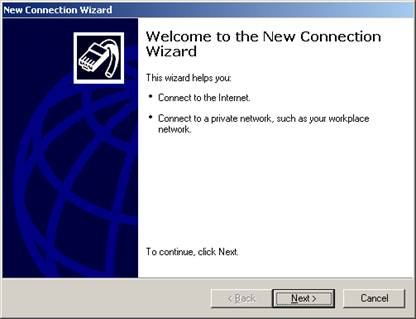 New Connection Wizard
Welcome to the New Connection
Wizard
This wizard helps you:
• Connect to the Internet.
• Connect to a private network, such as your workplace
network.
To continue, click Next.
< Back
Next >
Cancel